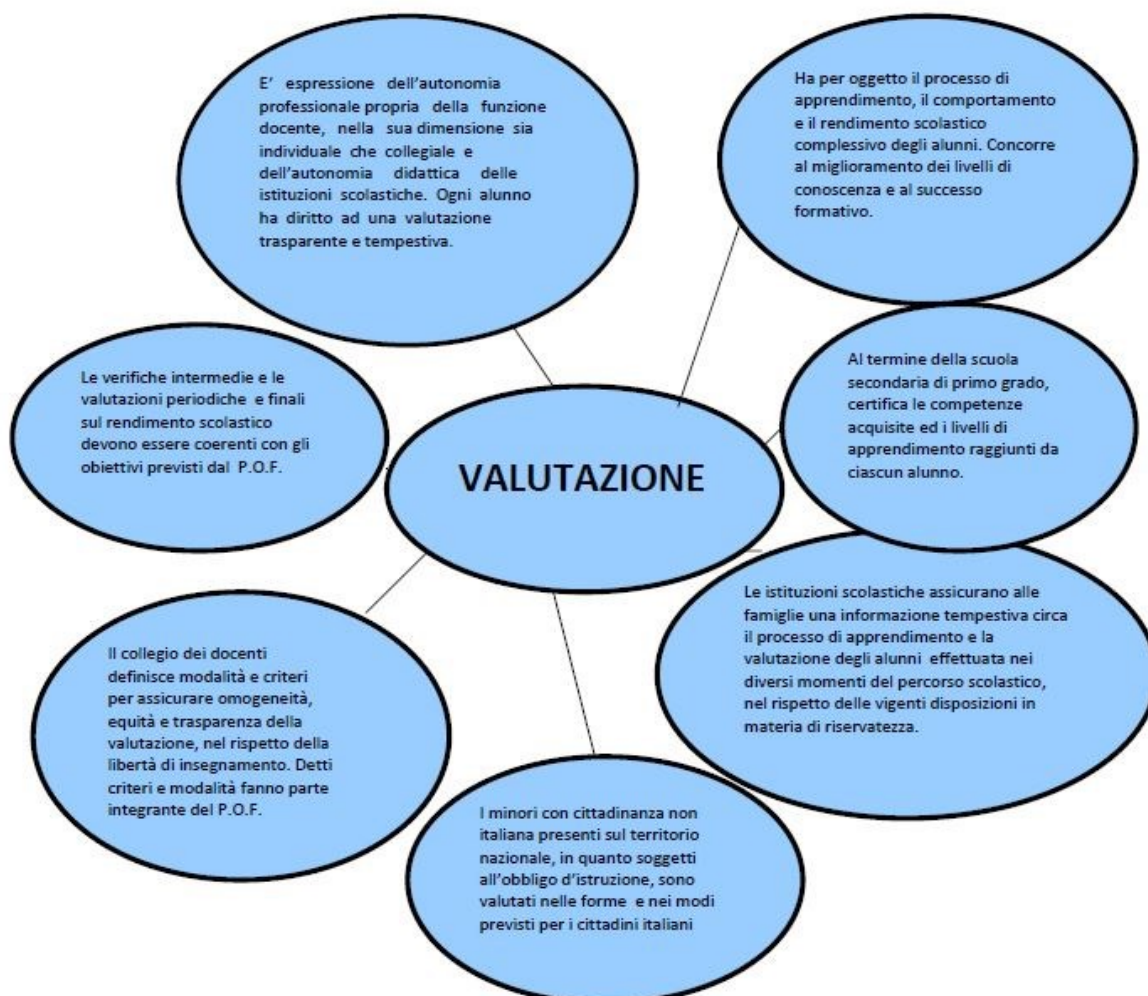 E' espressione dell'autonomia
professionale propria della funzione
docente, nella sua dimensione sia
individuale che collegiale e
dell'autonomia didattica delle
istituzioni scolastiche. Ogni alunno
ha diritto ad una valutazione
trasparente e tempestiva.
Ha per oggetto il processo di
apprendimento, il comportamento
e il rendimento scolastico
complessivo degli alunni. Concorre
al miglioramento dei livelli di
conoscenza e al successo
formativo.
Le verifiche intermedie e le
valutazioni periodiche e finali
sul rendimento scolastico
devono essere coerenti con gli
obiettivi previsti dal P.O.F.
VALUTAZIONE
Al termine della scuola
secondaria di primo grado,
certifica le competenze
acquisite ed i livelli di
apprendimento raggiunti da
ciascun alunno.
Le istituzioni scolastiche assicurano alle
famiglie una informazione tempestiva circa
il processo di apprendimento e la
valutazione degli alunni effettuata nei
diversi momenti del percorso scolastico,
nel rispetto delle vigenti disposizioni in
materia di riservatezza.
Il collegio dei docenti
definisce modalità e criteri
per assicurare omogeneità,
equità e trasparenza della
valutazione, nel rispetto della
libertà di insegnamento. Detti
criteri e modalità fanno parte
integrante del P.O.F.
I minori con cittadinanza non
italiana presenti sul territorio
nazionale, in quanto soggetti
all'obbligo d'istruzione, sono
valutati nelle forme e nei modi
previsti per i cittadini italiani